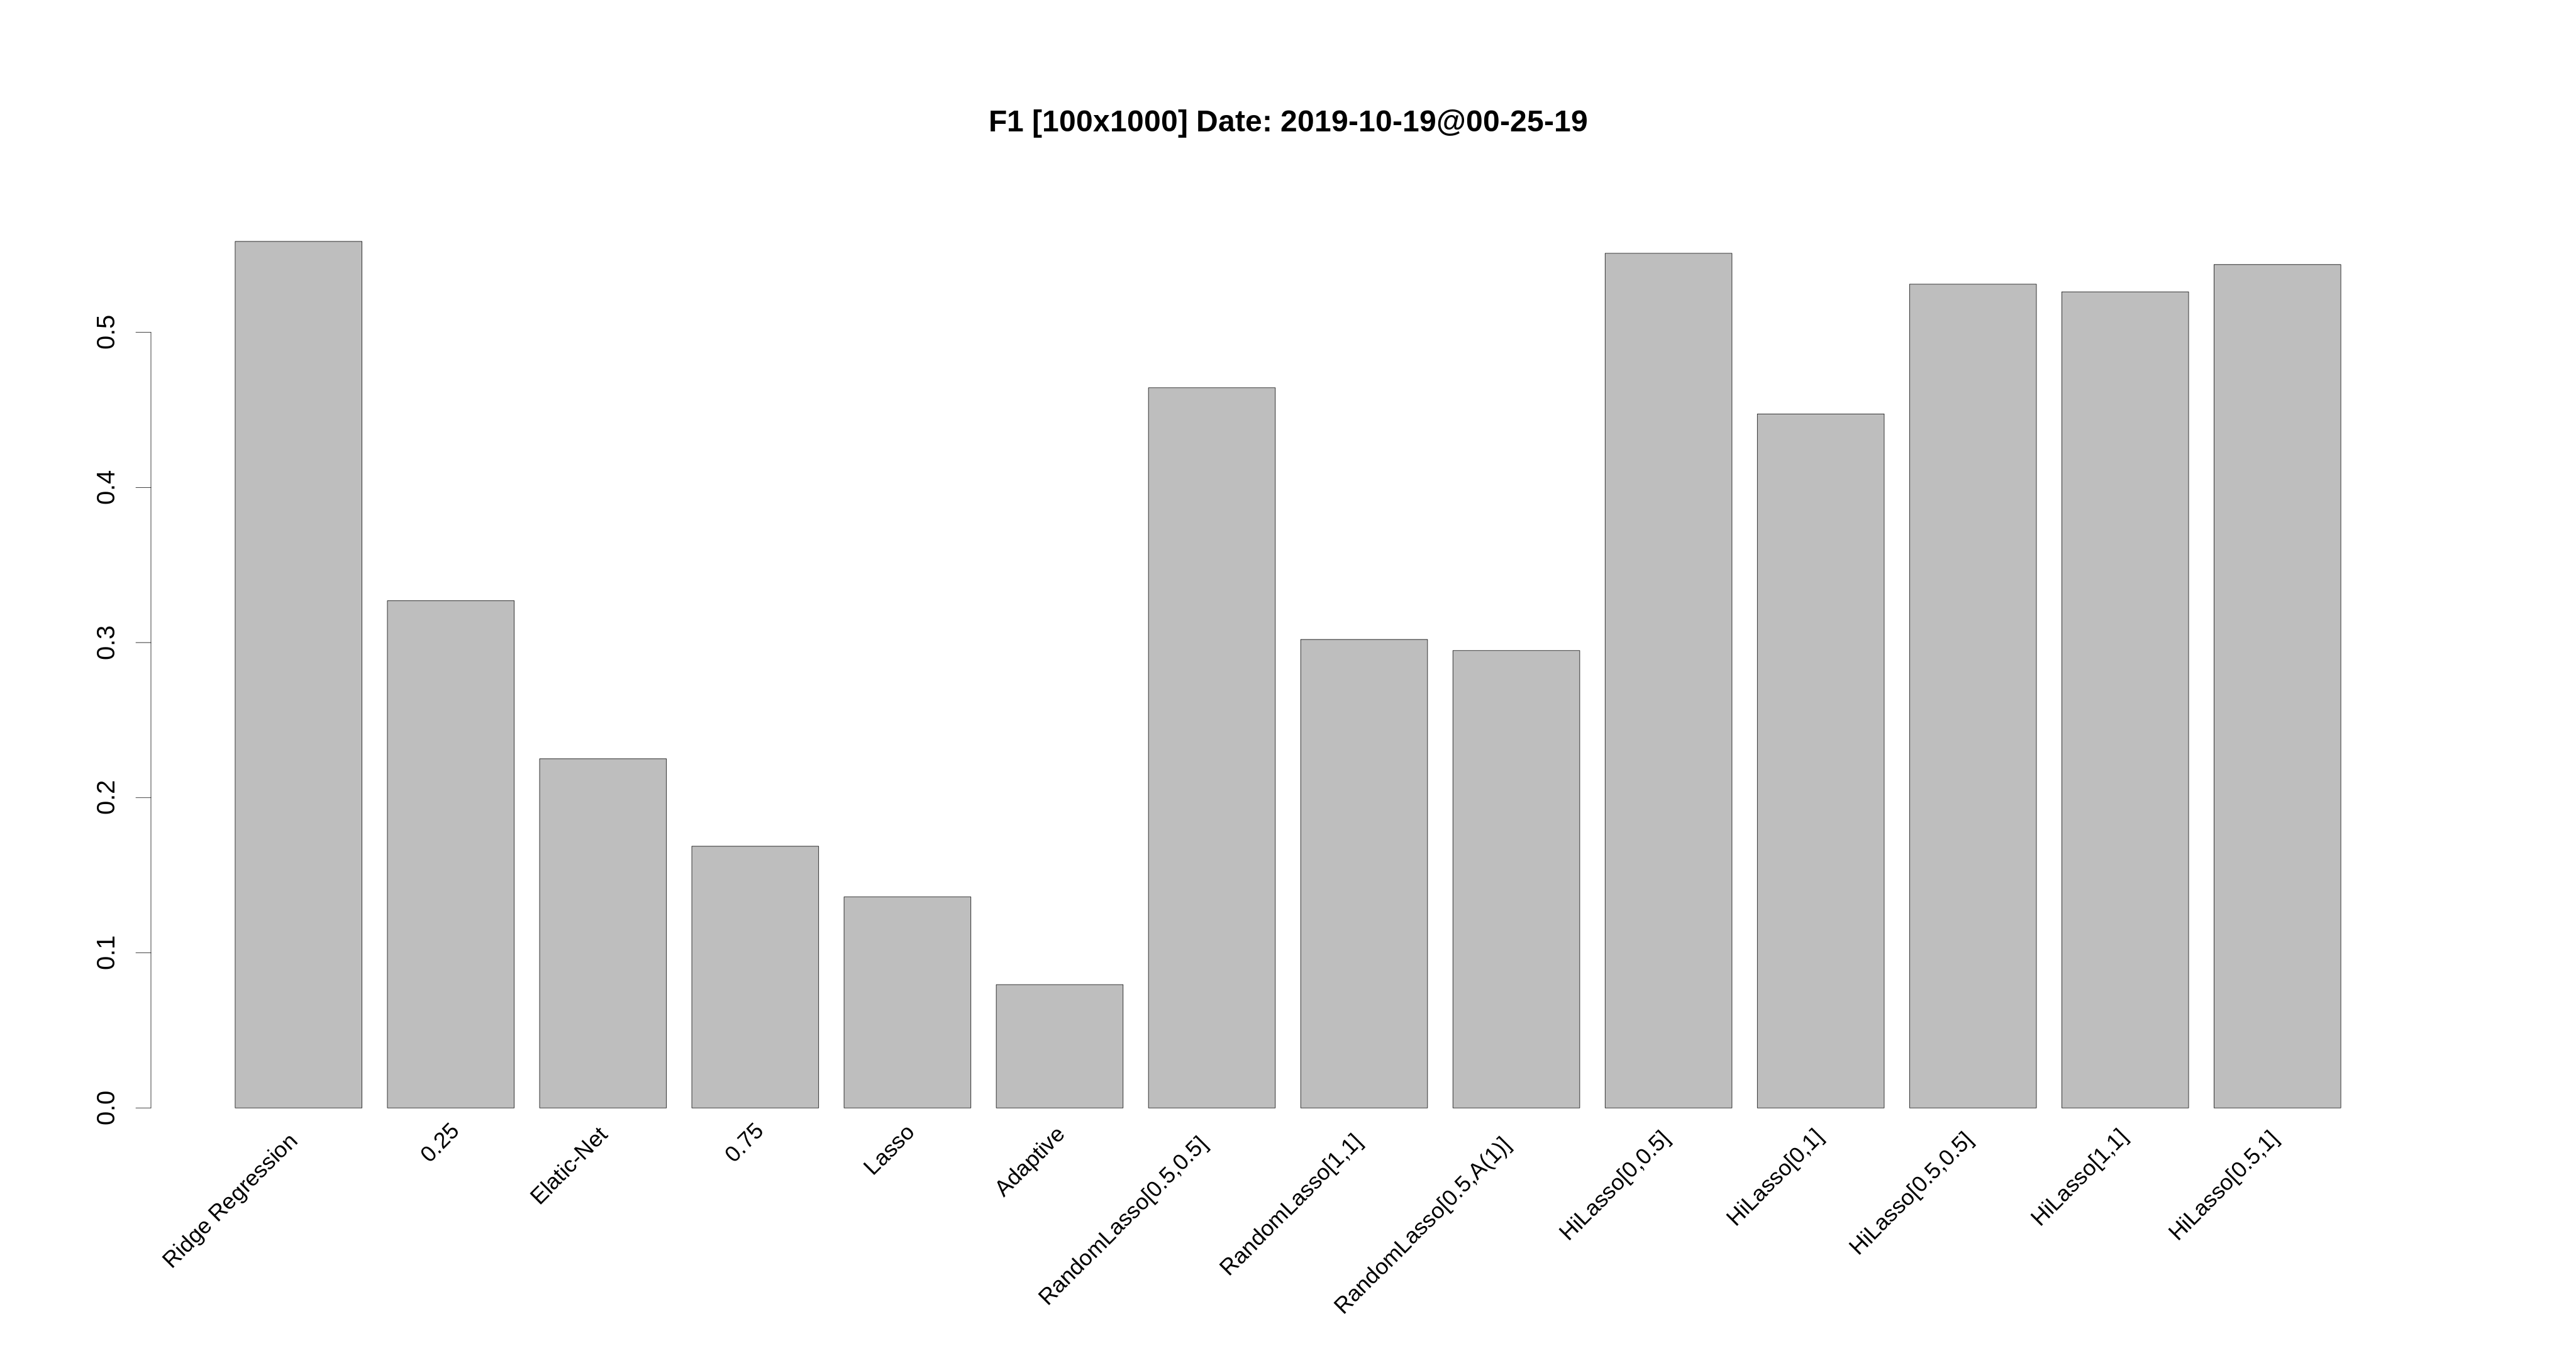 F1 [100x1000] Date: 2019-10-19@00-25-19
0.5
0.4
0.3
0.2
0.1
0.0
Ridge Regression
0.25
Elatic-Net
0.75
Lasso
Adaptive
RandomLasso[0.5,0.5]
RandomLasso[1,1]
RandomLasso[0.5,A(1)]
HiLasso[0,0.5]
HiLasso[0,1]
HiLasso[0.5,0.5]
HiLasso[1,1]
HiLasso[0.5,1]